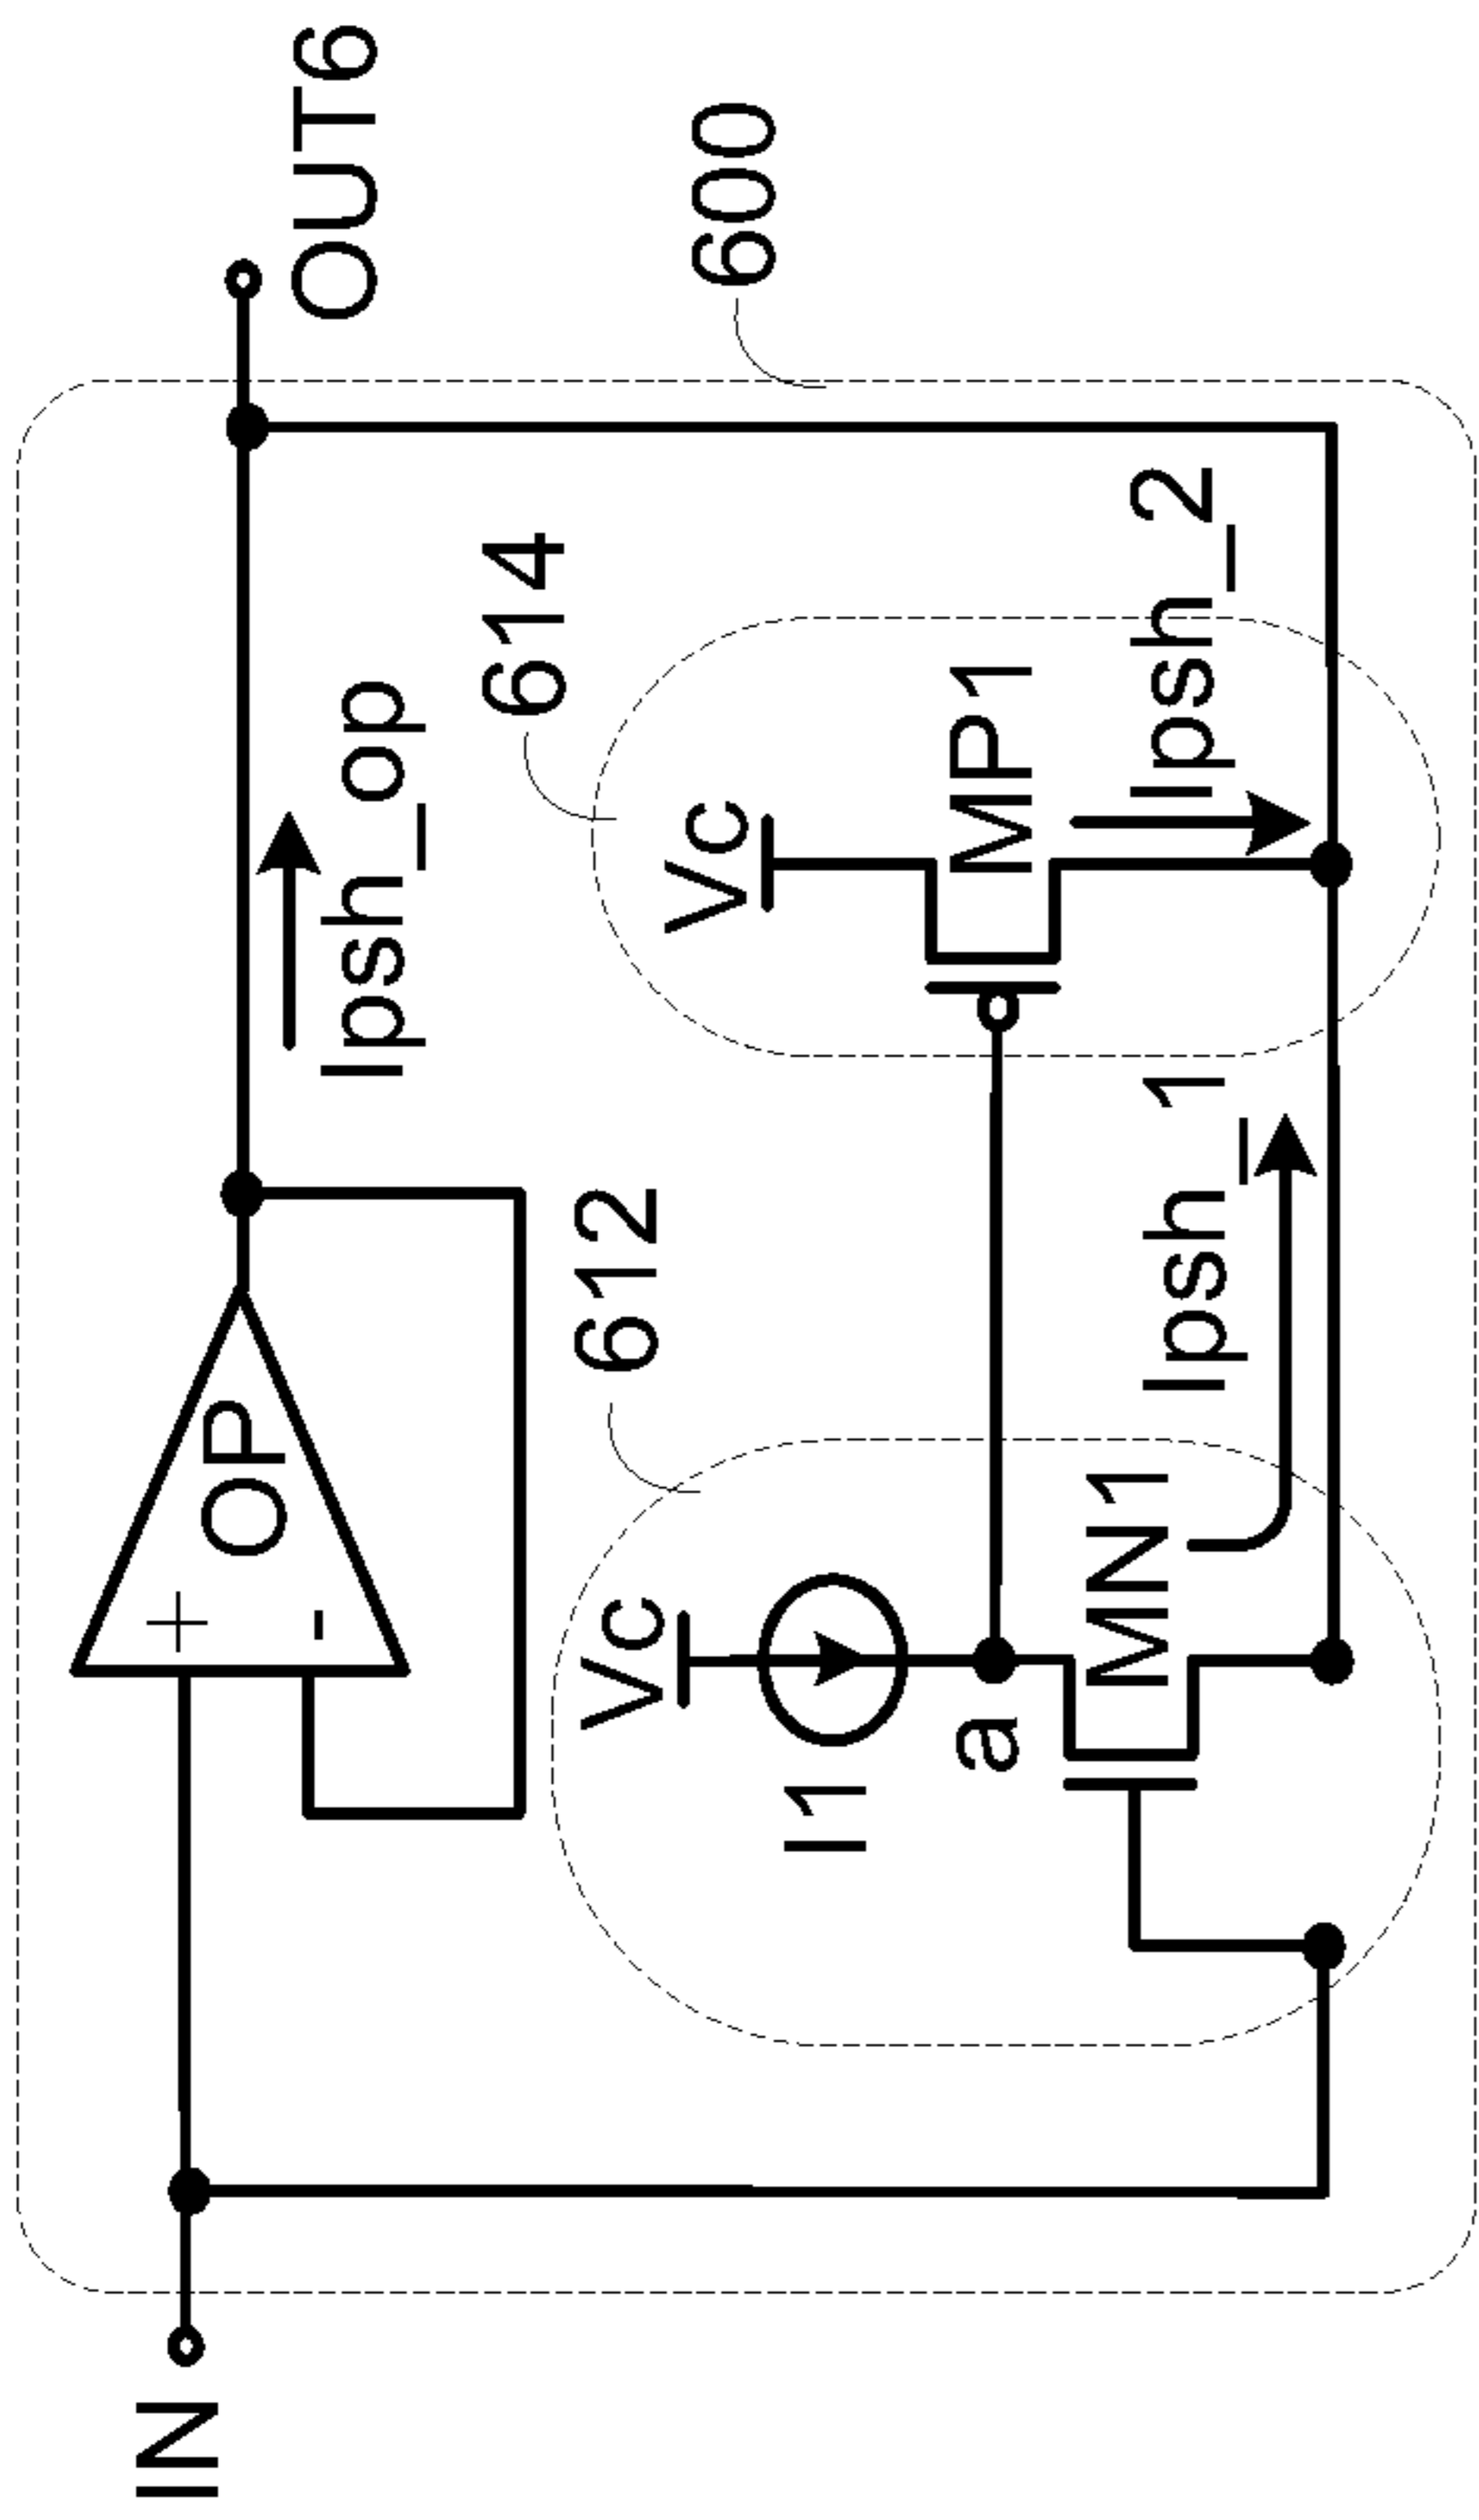 IN
+
-
OP
Ipsh_op
OUT6
612
614
600
Vc
I1
a
MN1
Ipsh_1
Vc
MP1
Ipsh_2